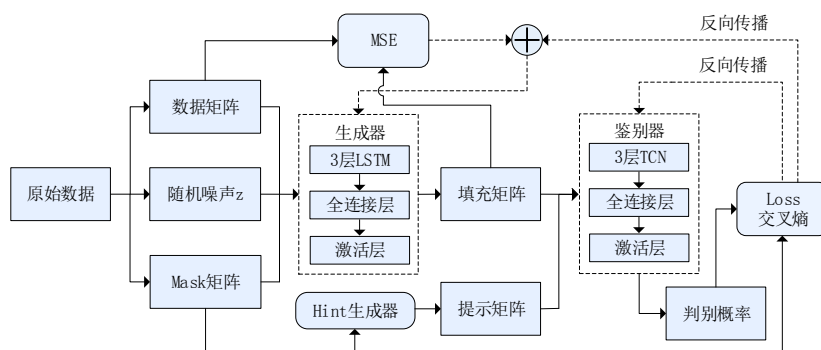 MSE
反向传播
反向传播
数据矩阵
生成器
鉴别器
3层LSTM
3层TCN
原始数据
随机噪声z
全连接层
填充矩阵
全连接层
Loss
交叉熵
激活层
激活层
Mask矩阵
Hint生成器
提示矩阵
判别概率